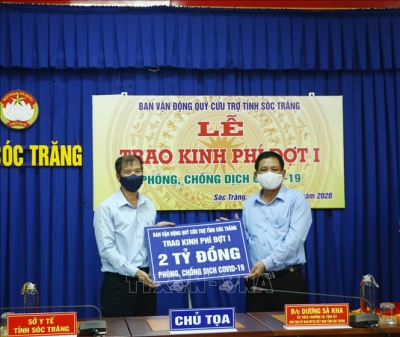 BAN VẬN ĐỘNG QUỸ CỨU TRỢ TỈNH SÓC TRĂNG
LỄ
TRAO KINH PHÍ ĐỢT I
PHÒNG, CHỐNG DỊCH COVID-19
Sóc Trăng, năm 2020
SÓC TRĂNG
BAN VẬN ĐỘNG QUỸ CỨU TRỢ TỈNH SÓC TRĂNG
TRAO KINH PHÍ ĐỢT I
2 TỶ ĐỒNG
PHÒNG, CHỐNG DỊCH COVID-19
SỞ Y TẾ
TỈNH SÓC TRĂNG
CHỦ TỌA
Đ/c DƯƠNG SÀ KHA